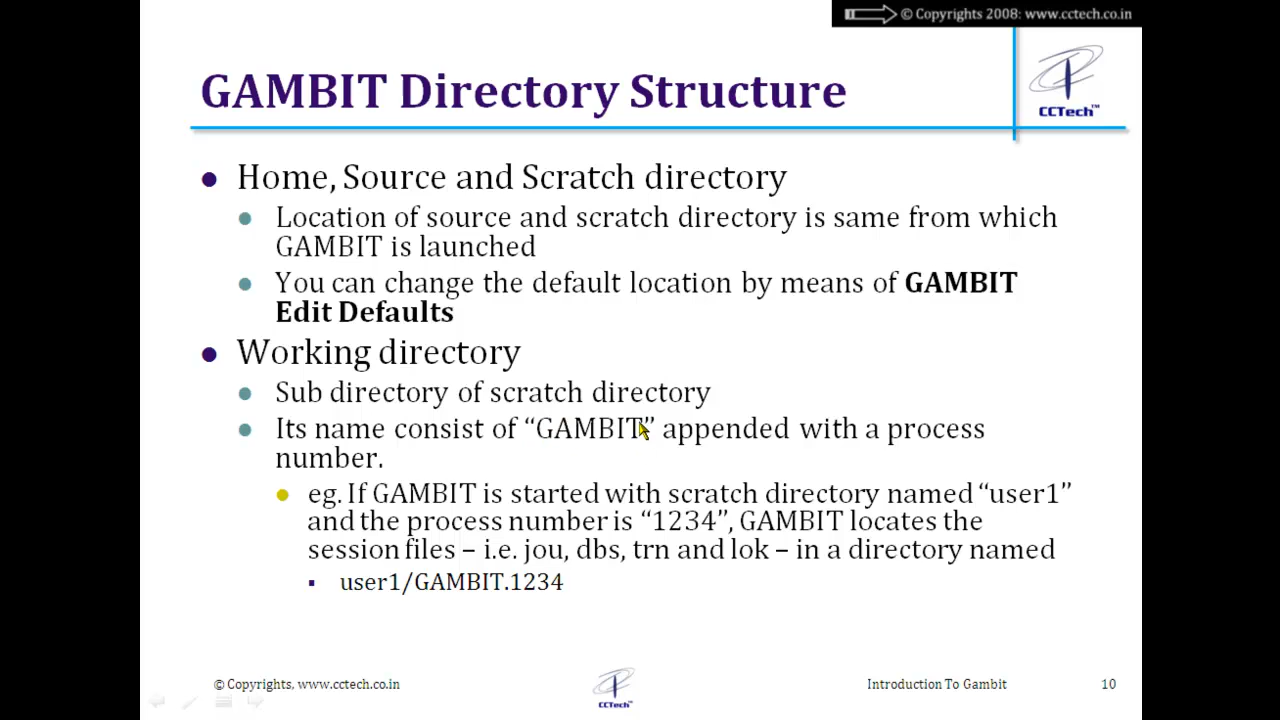 © Copyrights 2008: www.cctech.co.in
GAMBIT Directory Structure
CCTech™
Home, Source and Scratch directory
Location of source and scratch directory is same from which
GAMBIT is launched
You can change the default location by means of GAMBIT
Edit Defaults
Working directory
Sub directory of scratch directory
Its name consist of “GAMBIT” appended with a process
number.
eg. If GAMBIT is started with scratch directory named “user1”
and the process number is “1234”, GAMBIT locates the
session files – i.e. jou, dbs, trn and lok – in a directory named
user1/GAMBIT.1234
© Copyrights, www.cctech.co.in
CCTech™
Introduction To Gambit
10